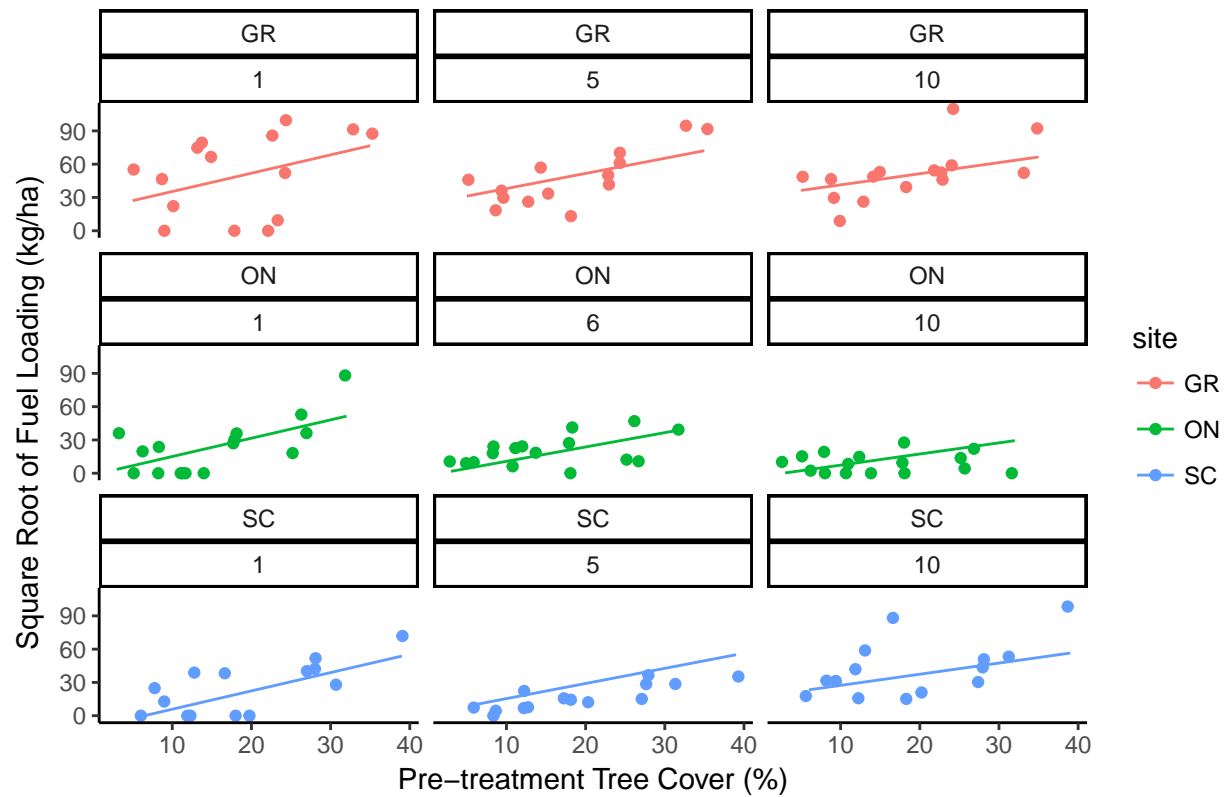 GR GR GR
1 5 10
90
60
30
0
ON ON ON
1 6 10
90
60
30
0
SC SC SC
1 5 10
90
60
30
0
10 20 30 40 10 20 30 40 10 20 30 40
Pre−treatment Tree Cover (%)
Square Root of Fuel Loading (kg/ha)
site
GR
ON
SC